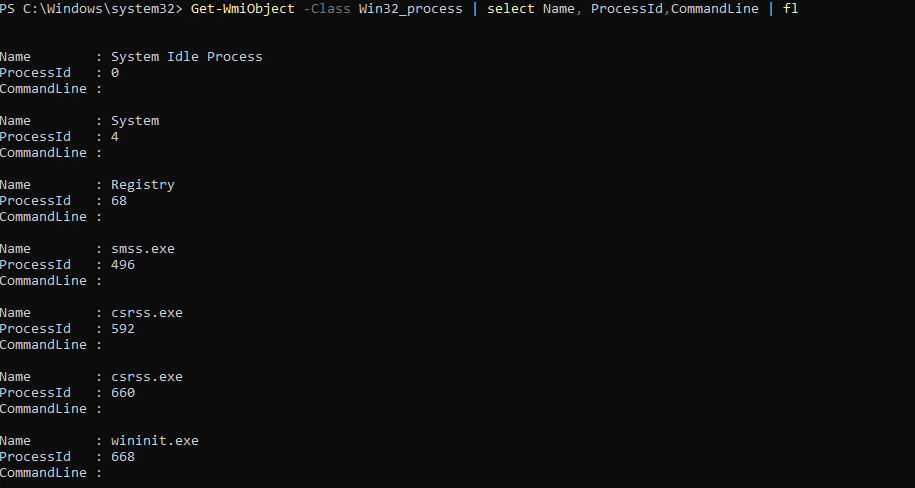 PS C:\Windows\system32> Get-WmiObject -Class Win32_process | select Name, ProcessId,CommandLine | fl
Name        : System Idle Process
ProcessId   : 0
CommandLine :
Name        : System
ProcessId   : 4
CommandLine :
Name        : Registry
ProcessId   : 68
CommandLine :
Name        : smss.exe
ProcessId   : 496
CommandLine :
Name        : csrss.exe
ProcessId   : 592
CommandLine :
Name        : csrss.exe
ProcessId   : 660
CommandLine :
Name        : wininit.exe
ProcessId   : 668
CommandLine :